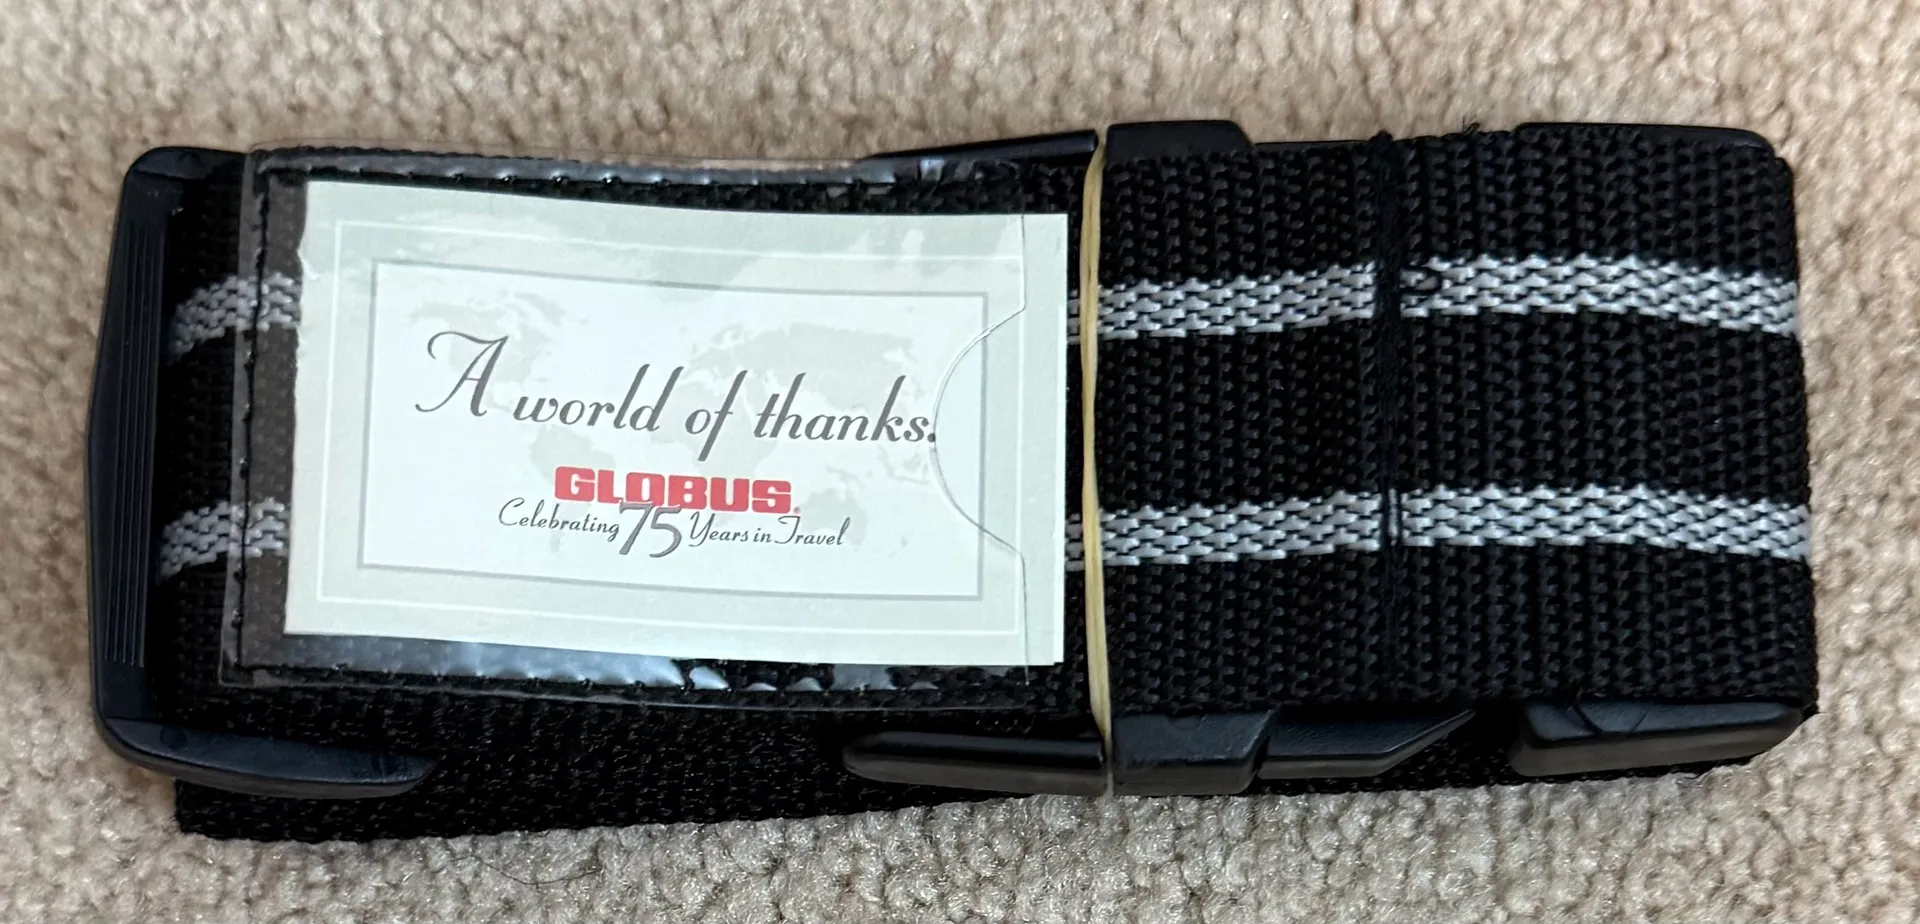 A world of thanks.
GLOBUS®
Celebrating 75 Years in Travel